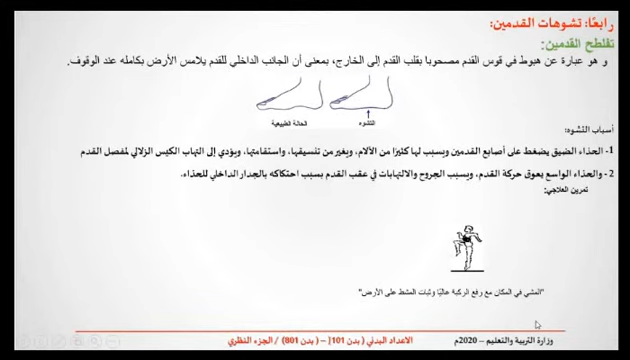 رابعًا: تشوهات القدمين:
تفلطح القدمين:
و هو عبارة عن هبوط في قوس القدم مصحوبا بقلب القدم إلى الخارج، بمعنى أن الجانب الداخلي للقدم يلامس الأرض بكامله عند الوقوف.
التشوه
الحالة الطبيعية
أسباب التشوه:
1- الحذاء الضيق يضغط على أصابع القدمين ويسبب لها كثيرًا من الآلام، ويغير من تنسيقها، واستقامتها، ويؤدي إلى التهاب الكيس الزلالي لمفصل القدم
2 - والحذاء الواسع يعوق حركة القدم، ويسبب الجروح والالتهابات في عقب القدم بسبب احتكاكه بالجدار الداخلي للحذاء.
تمرين العلاجي:
"المشي في المكان مع رفع الركبة عاليًا وثبات المشط على الأرض"
وزارة التربية والتعليم – 2020م
الاعداد البدني ( بدن 101[ – ( بدن 801) / الجزء النظري